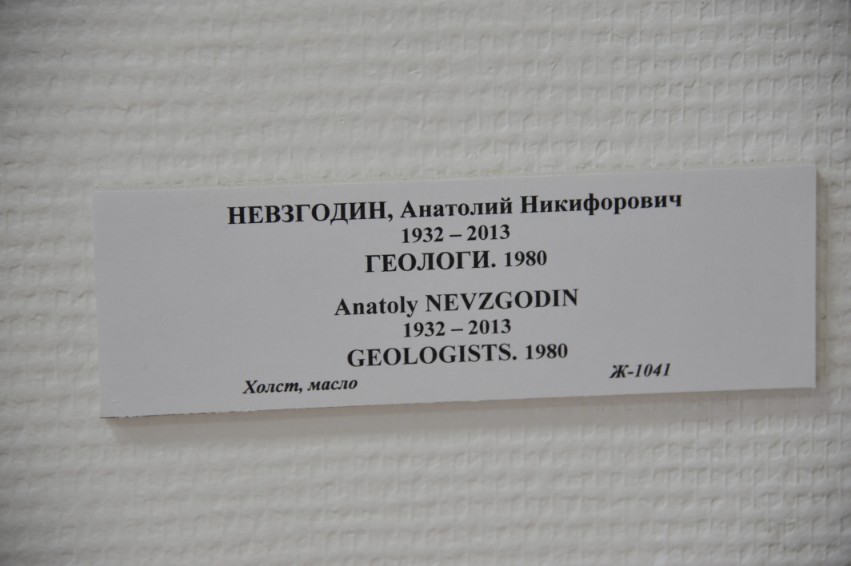 НЕВЗГОДИН, Анатолий Никифорович
1932 – 2013
ГЕОЛОГИ. 1980
Anatoly NEVZGODIN
1932 – 2013
GEOLOGISTS. 1980
Холст, масло Ж-1041